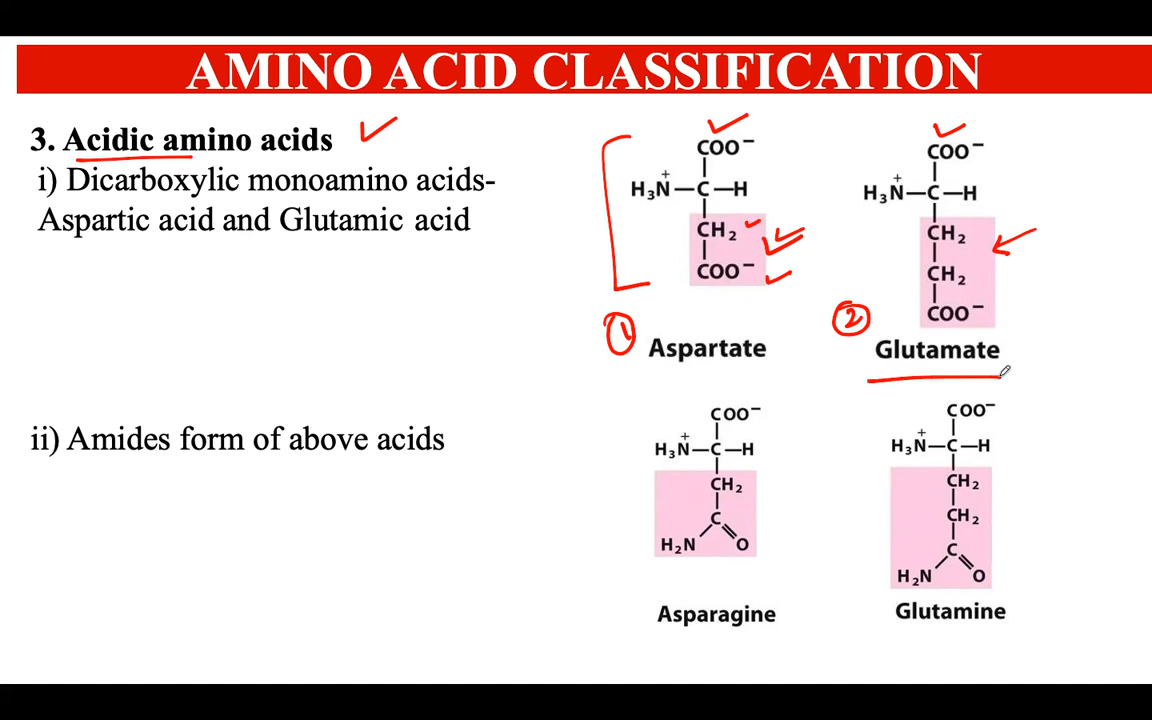 AMINO ACID CLASSIFICATION
3. Acidic amino acids
i) Dicarboxylic monoamino acids-
Aspartic acid and Glutamic acid
COO⁻
H₃N⁺—C—H
CH₂
COO⁻
1
Aspartate
COO⁻
H₃N⁺—C—H
CH₂
CH₂
COO⁻
2
Glutamate
ii) Amides form of above acids
COO⁻
H₃N⁺—C—H
CH₂
C
H₂N O
Asparagine
COO⁻
H₃N⁺—C—H
CH₂
CH₂
C
H₂N O
Glutamine